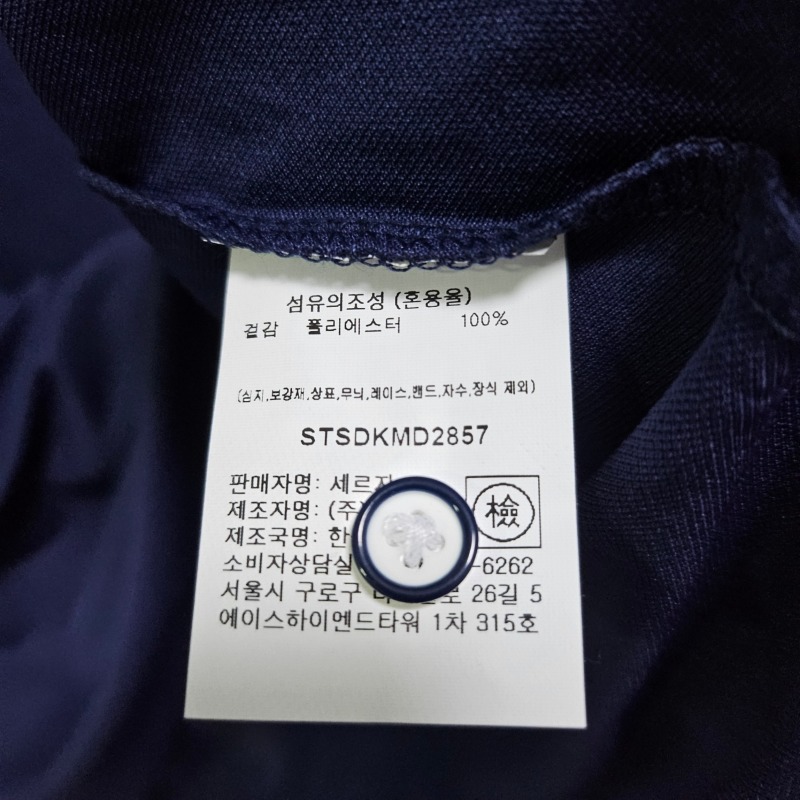 섬유의조성 (혼용율)
겉감 폴리에스터 100%
(심지,보강재,상표,무늬,레이스,밴드,자수,장식 제외)
STSDKMD2857
판매자명:
제조자명: (주)
檢
제조국명:
소비자상담실 -6262
서울시 구로구 26길 5
에이스하이엔드타워 1차 315호